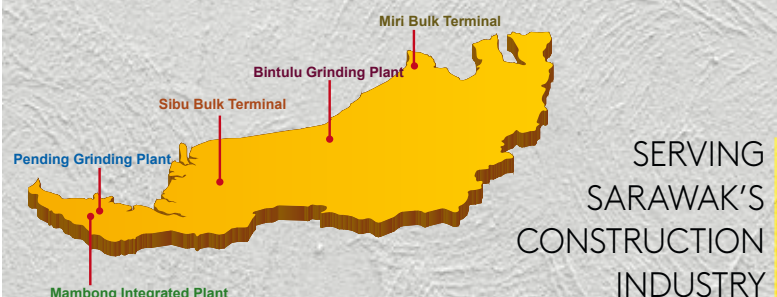 Miri Bulk Terminal
Bintulu Grinding Plant
Sibu Bulk Terminal
Pending Grinding Plant
Mambong Integrated Plant
SERVING
SARAWAK'S
CONSTRUCTION
INDUSTRY